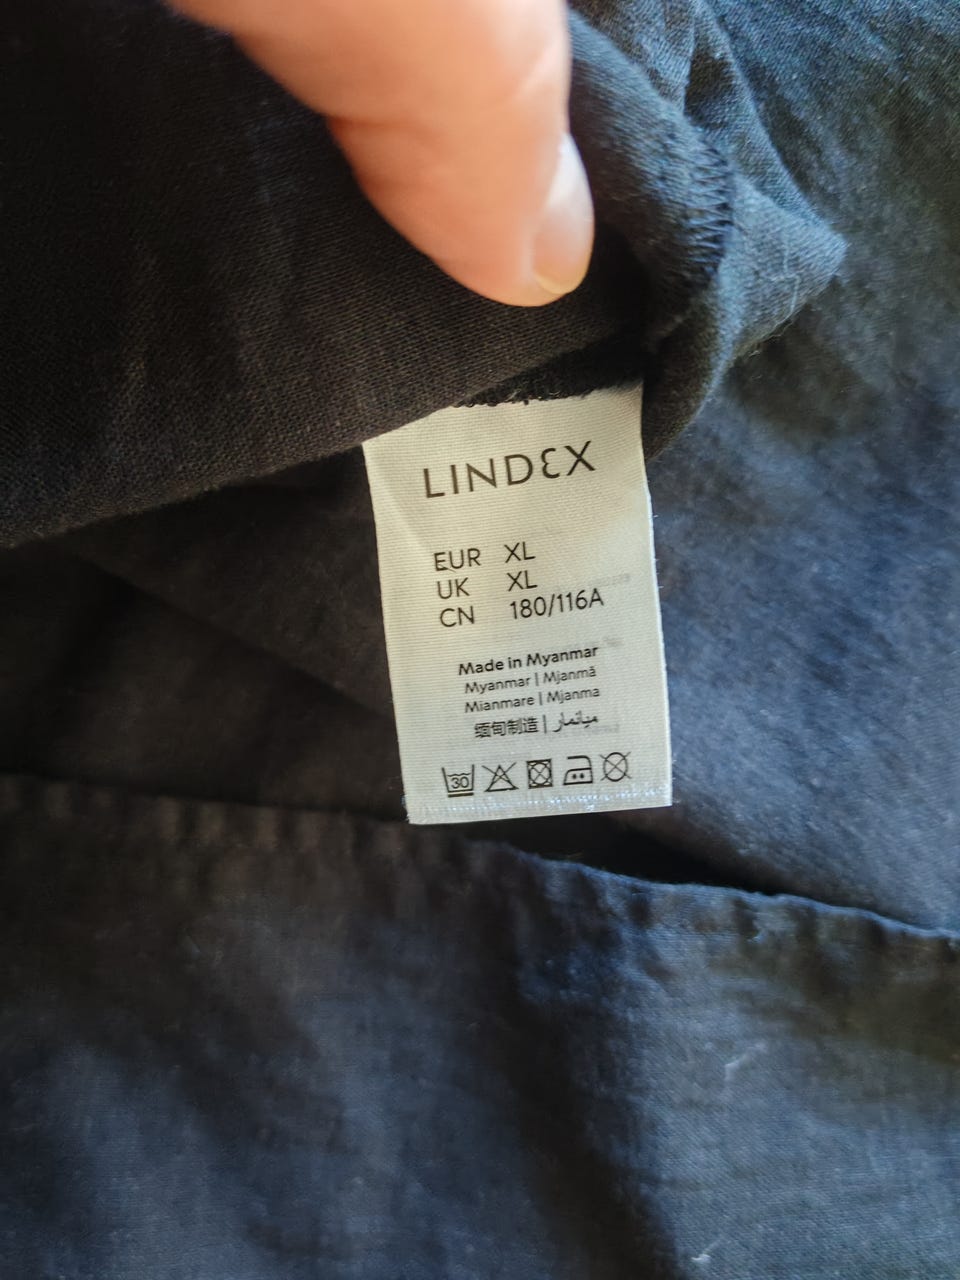 LINDEX
EUR XL
UK XL
CN 180/116A
Made in Myanmar
Myanmar | Mjanmā
Mianmare | Mjanma
缅甸制造 | ميانمار
30